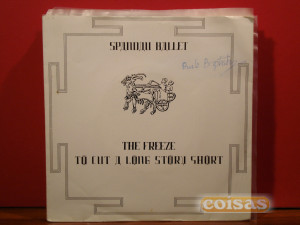 SPANDAU BALLET
THE FREEZE
TO CUT A LONG STORY SHORT
coisas